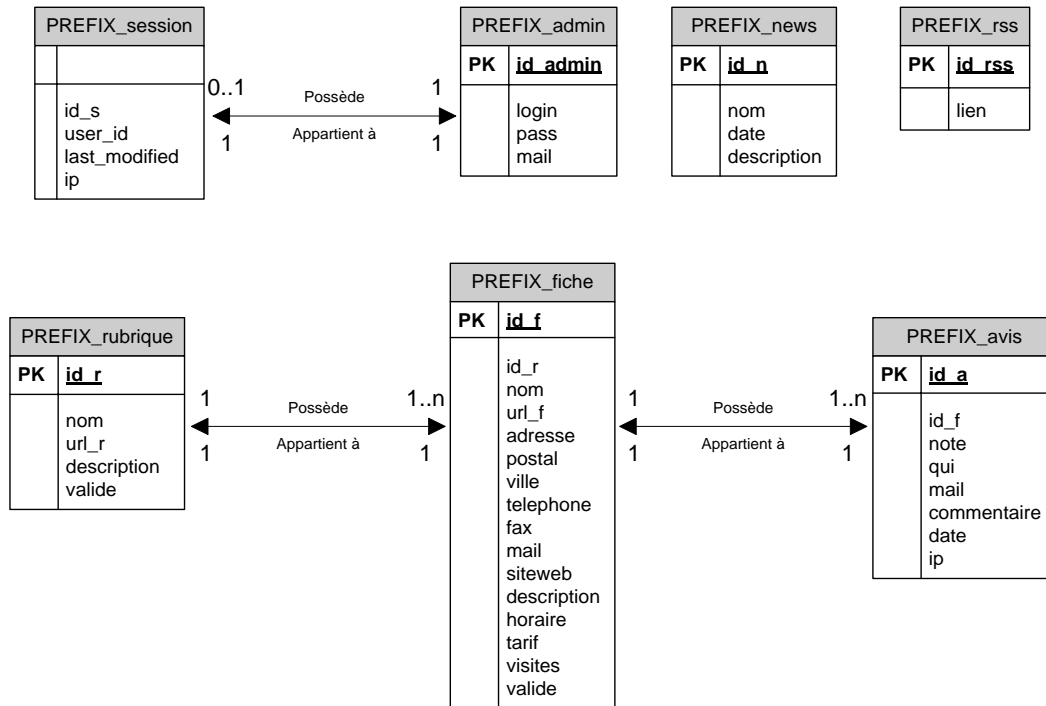 PREFIX_session
id_s
user_id
last_modified
ip
0..1
1
Possède
Appartient à
1
1
PREFIX_admin
PK id_admin
login
pass
mail
PREFIX_news
PK id_n
nom
date
description
PREFIX_rss
PK id_rss
lien
PREFIX_rubrique
PK id_r
nom
url_r
description
valide
1
1
Possède
Appartient à
1..n
1
PREFIX_fiche
PK id_f
id_r
nom
url_f
adresse
postal
ville
telephone
fax
mail
siteweb
description
horaire
tarif
visites
valide
1
1
Possède
Appartient à
1..n
1
PREFIX_avis
PK id_a
id_f
note
qui
mail
commentaire
date
ip